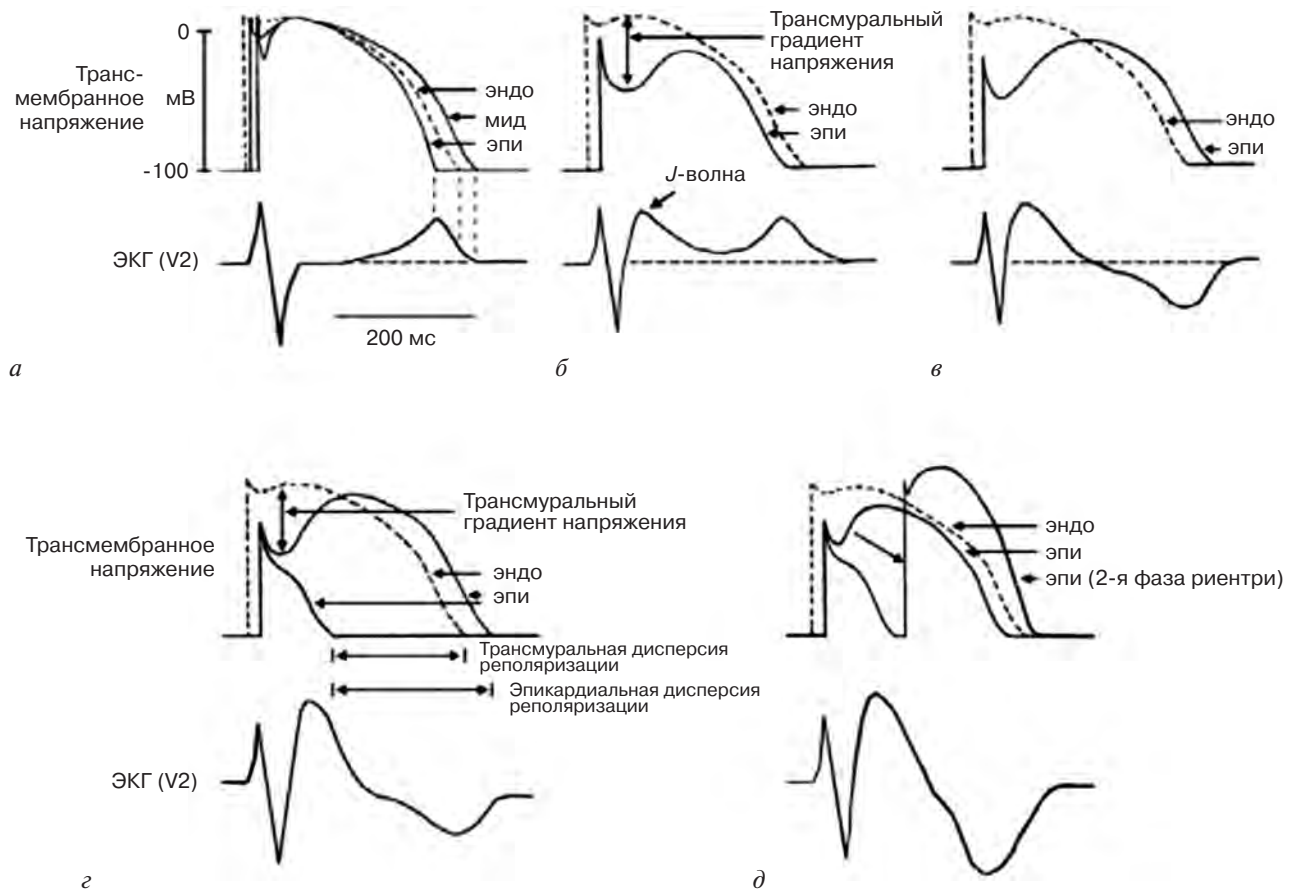 0
Транс-
мембранное
напряжение
мВ
-100
эндо
мид
эпи
ЭКГ (V2)
200 мс
а
Трансмуральный
градиент
напряжения
эндо
эпи
J-волна
б
эндо
эпи
в
Трансмембранное
напряжение
Трансмуральный
градиент напряжения
эндо
эпи
Трансмуральная дисперсия
реполяризации
Эпикардиальная дисперсия
реполяризации
ЭКГ (V2)
г
эндо
эпи
эпи (2-я фаза риентри)
д